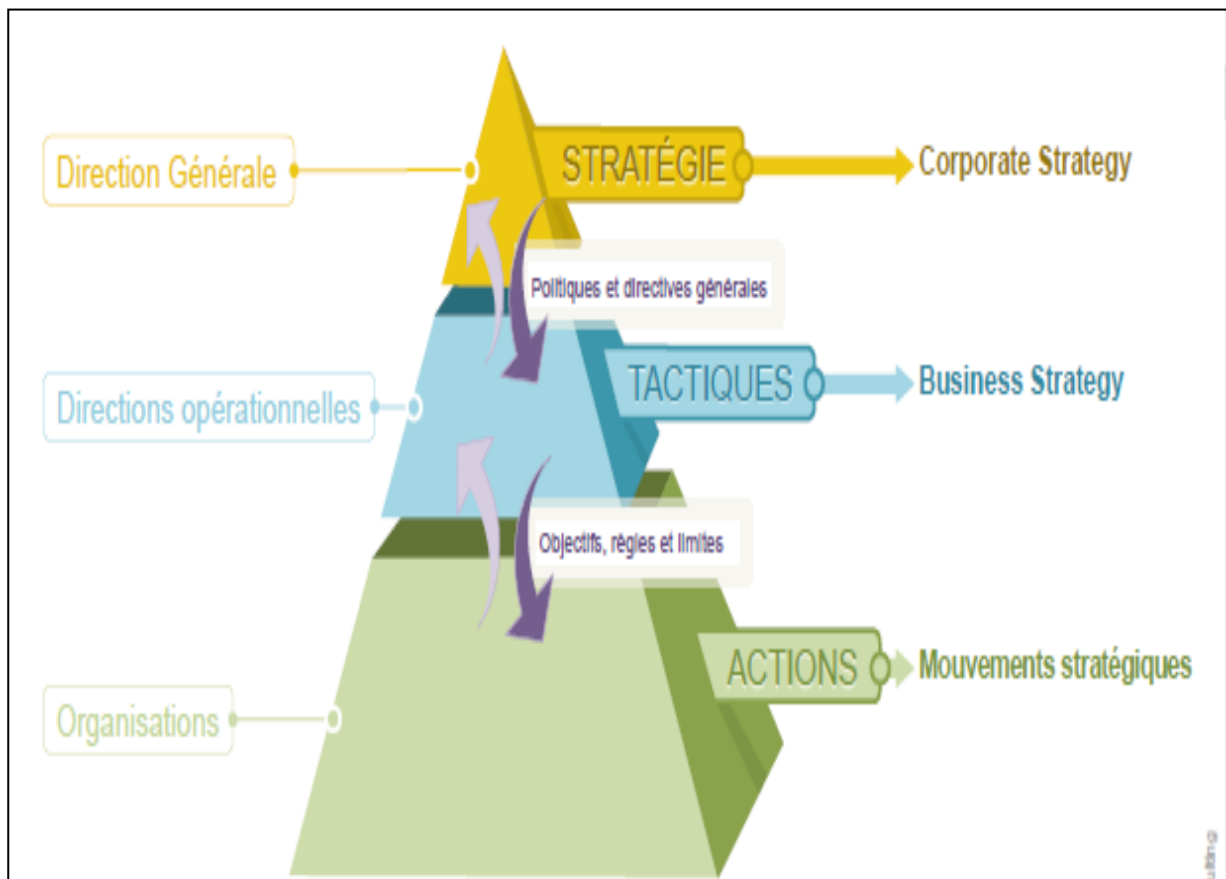 Direction Générale
STRATÉGIE
Corporate Strategy
Politiques et directives générales
Directions opérationnelles
TACTIQUES
Business Strategy
Objectifs, règles et limites
Organisations
ACTIONS
Mouvements stratégiques